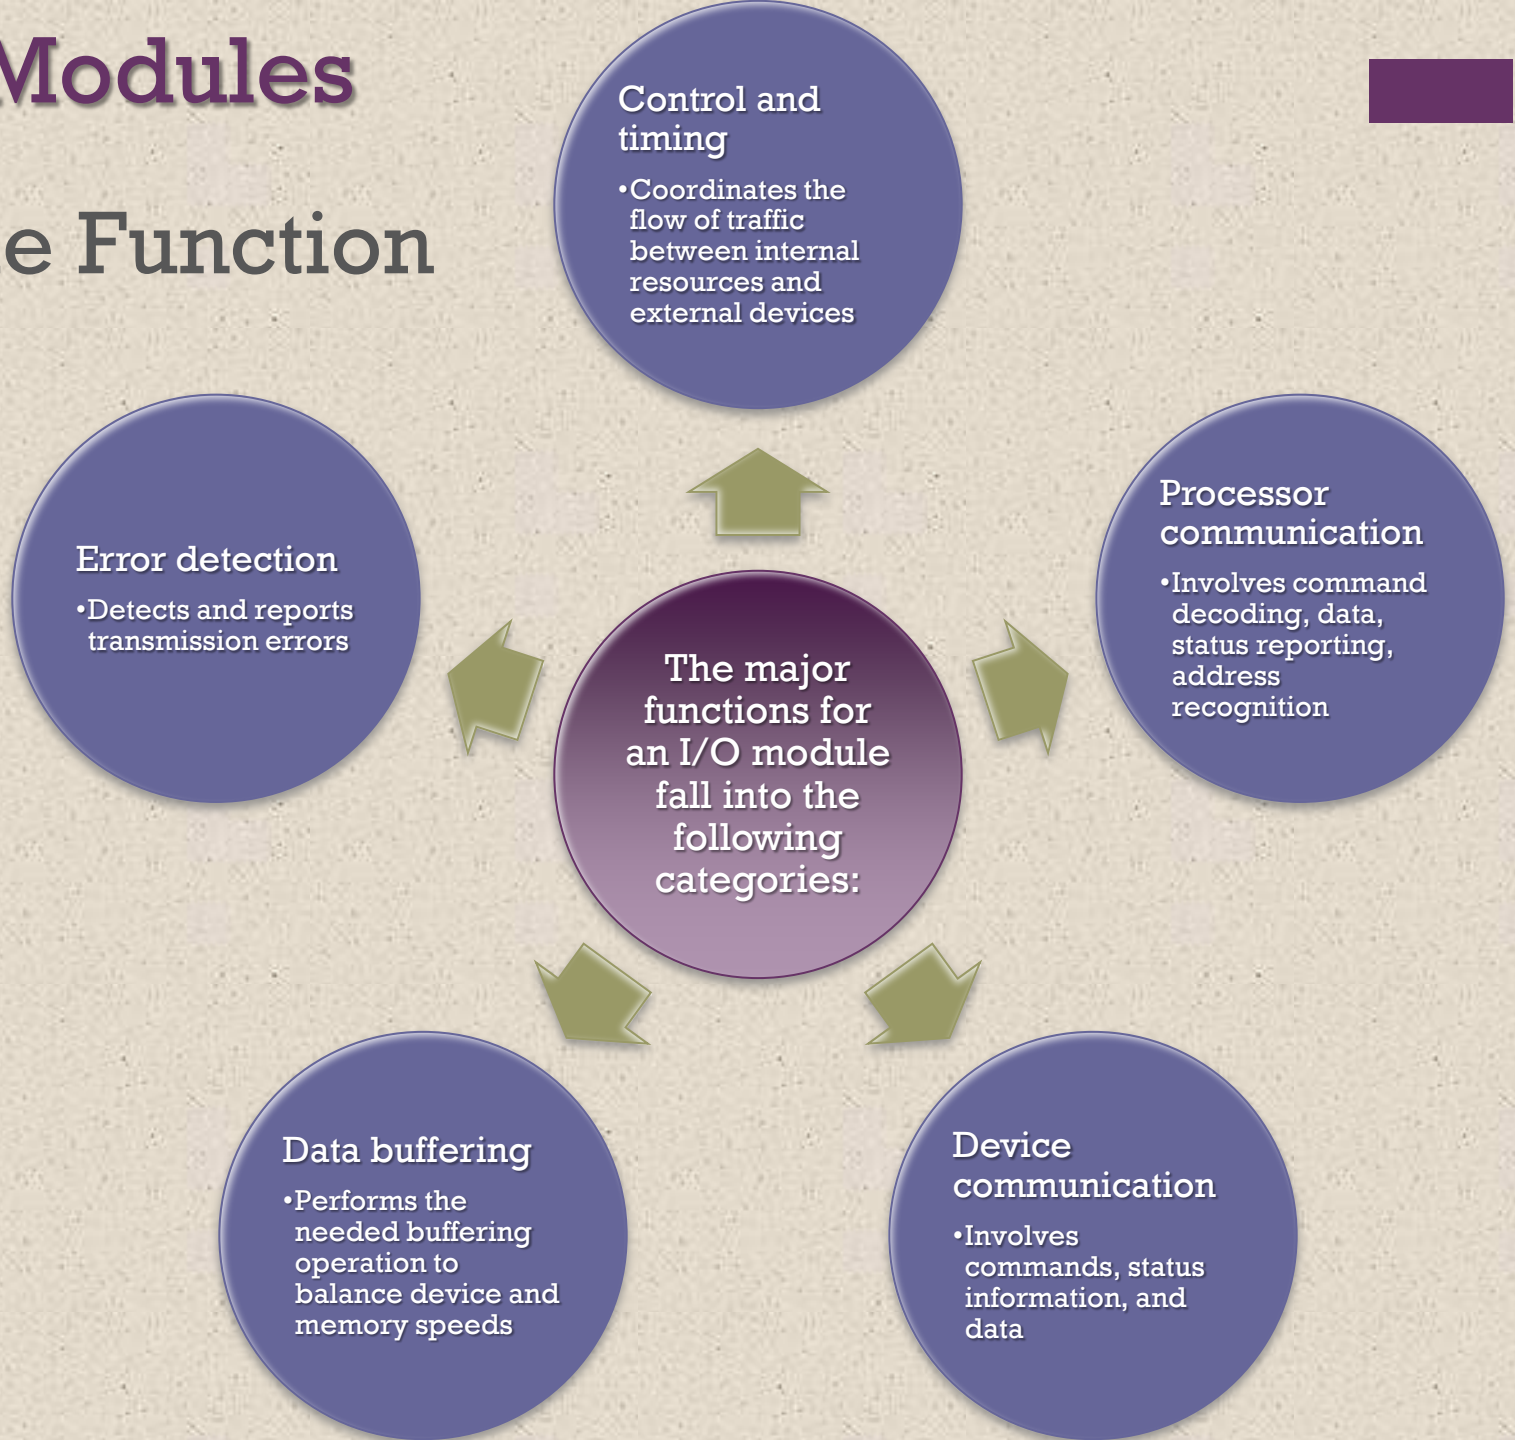 Modules
e Function
Control and
timing
•Coordinates the
flow of traffic
between internal
resources and
external devices
Processor
communication
•Involves command
decoding, data,
status reporting,
address
recognition
Device
communication
•Involves
commands, status
information, and
data
Data buffering
•Performs the
needed buffering
operation to
balance device and
memory speeds
Error detection
•Detects and reports
transmission errors
The major
functions for
an I/O module
fall into the
following
categories: